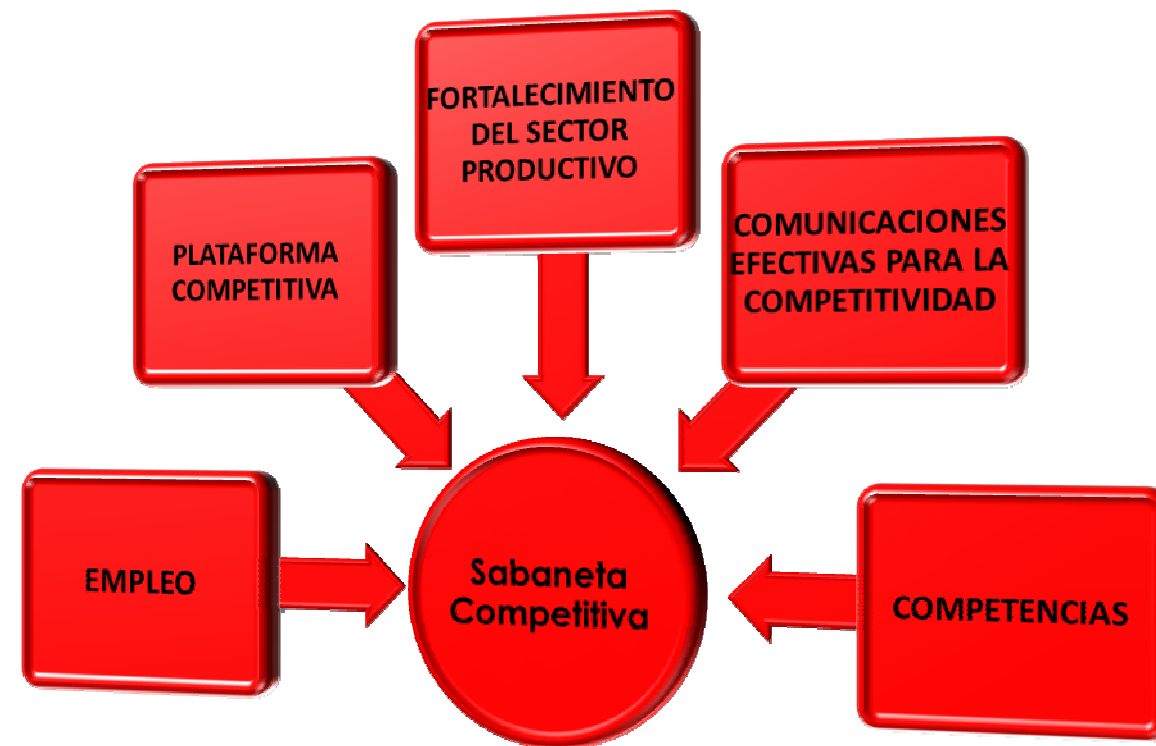 FORTALECIMIENTO
DEL SECTOR
PRODUCTIVO
PLATAFORMA
COMPETITIVA
COMUNICACIONES
EFECTIVAS PARA LA
COMPETITIVIDAD
EMPLEO
Sabaneta
Competitiva
COMPETENCIAS